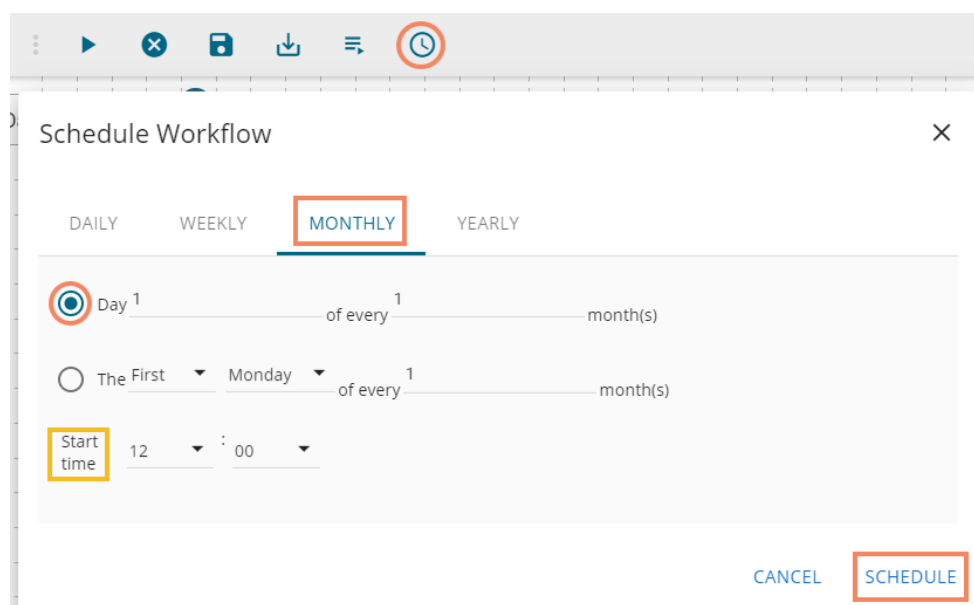 Schedule Workflow
DAILY WEEKLY MONTHLY YEARLY
Day 1 of every 1 month(s)
The First Monday of every 1 month(s)
Start
time 12 : 00
CANCEL SCHEDULE